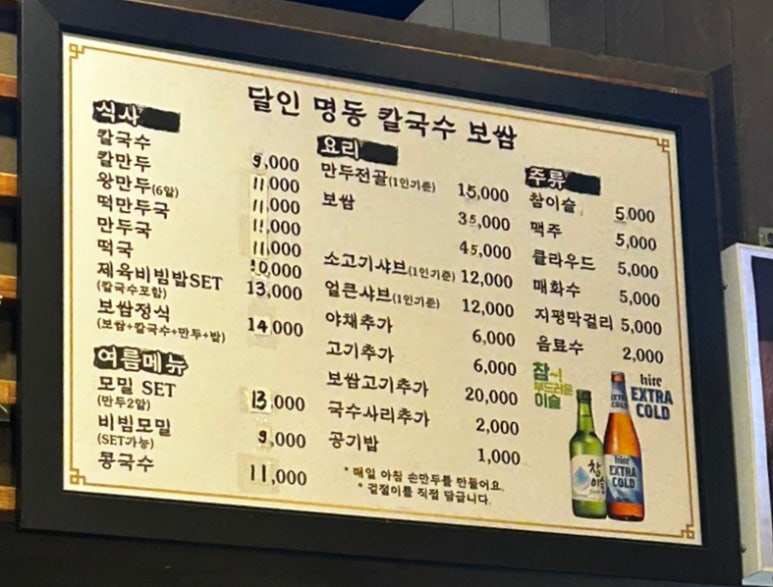 달인 명동 칼국수 보쌈
식사
칼국수 9,000
칼만두 11,000
왕만두(6알) 11,000
떡만두국 11,000
만두국 11,000
떡국 10,000
제육비빔밥SET 13,000
(칼국수포함)
보쌈정식 14,000
(보쌈+칼국수+만두+밥)
여름메뉴
모밀 SET 13,000
(만두2알)
비빔모밀 9,000
(SET가능)
콩국수 11,000
요리
만두전골(1인기준) 15,000
보쌈 35,000
45,000
소고기샤브(1인기준) 12,000
얼큰샤브(1인기준) 12,000
야채추가 6,000
고기추가 6,000
보쌈고기추가 20,000
국수사리추가 2,000
공기밥 1,000
* 매일 아침 손만두를 만들어요.
* 겉절이를 직접 담급니다.
주류
참이슬 5,000
맥주 5,000
클라우드 5,000
매화수 5,000
지평막걸리 5,000
음료수 2,000
부드러운
이슬
hite
EXTRA
COLD
참
이슬
hite
EXTRA
COLD